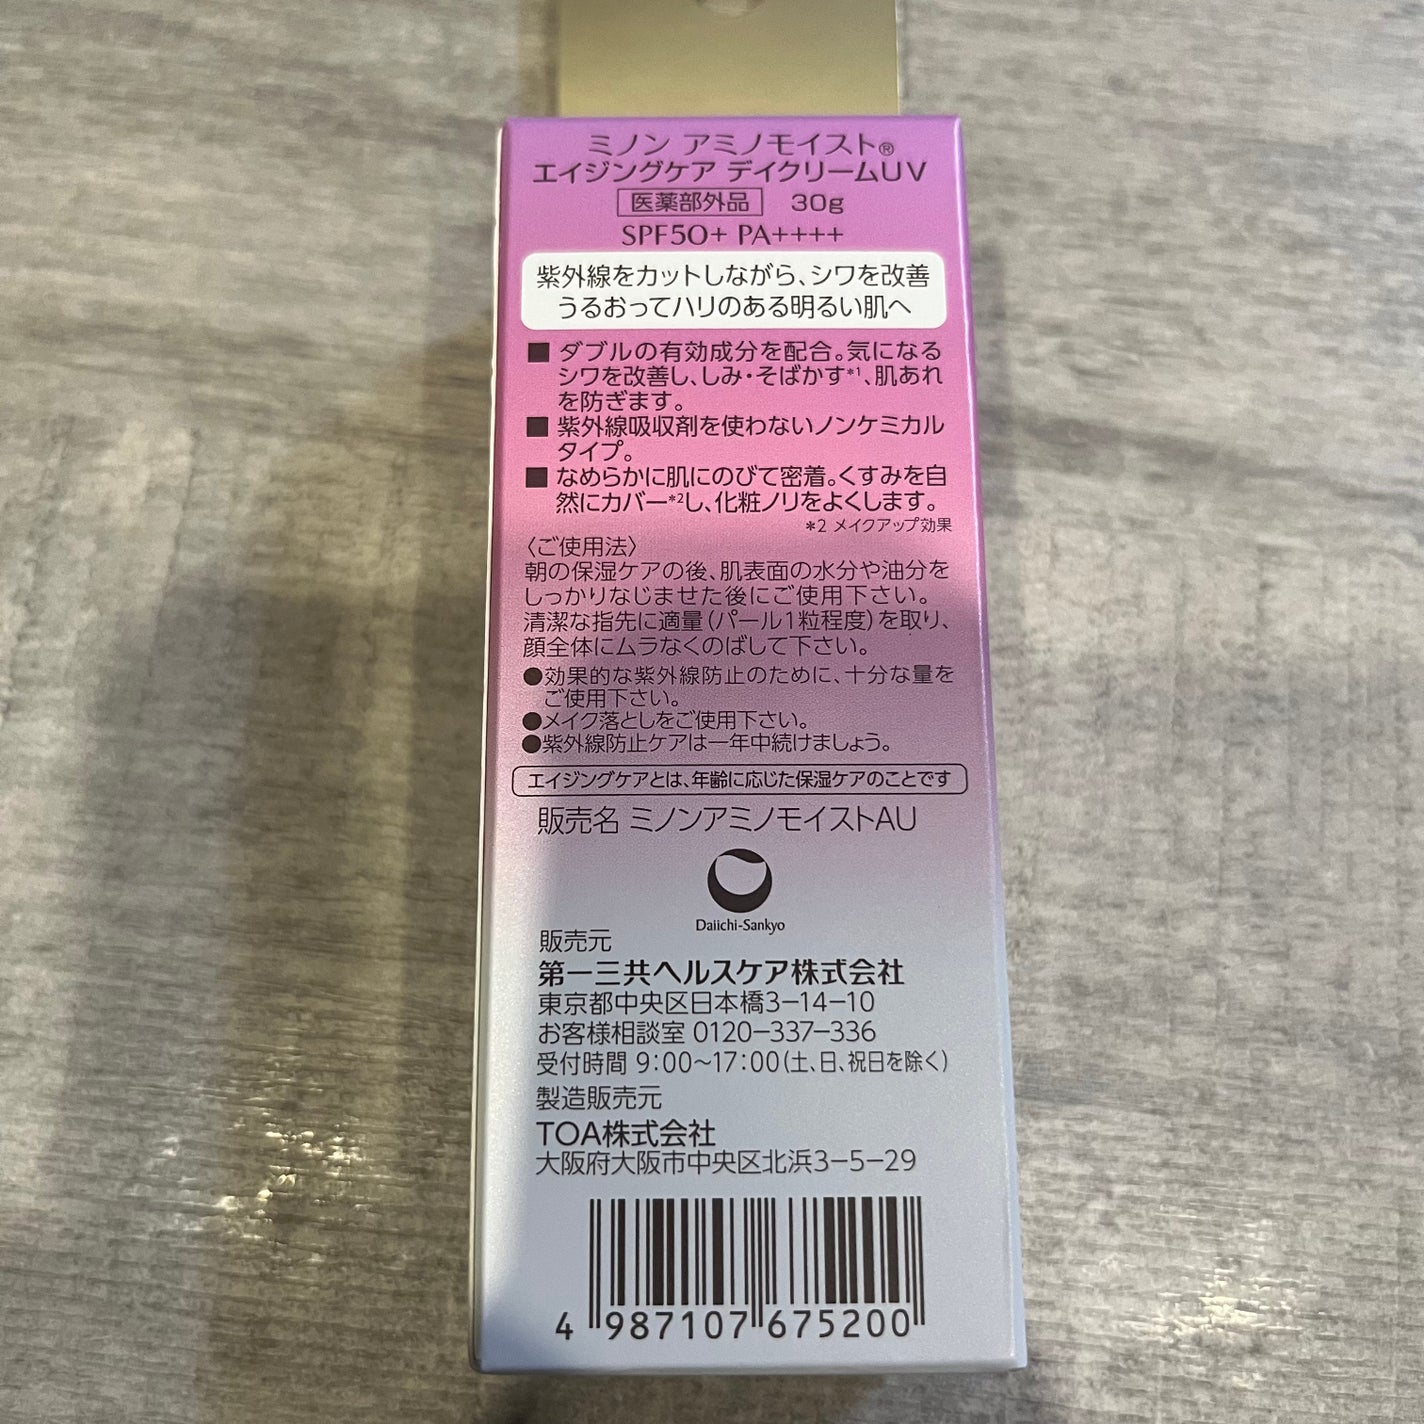 ミノン アミノモイスト®
エイジングケア デイクリームUV
医薬部外品 30g
SPF50+ PA++++
紫外線をカットしながら、シワを改善
うるおってハリのある明るい肌へ
■ ダブルの有効成分を配合。気になる
シワを改善し、しみ・そばかす*1、肌あれ
を防ぎます。
■ 紫外線吸収剤を使わないノンケミカル
タイプ。
■ なめらかに肌にのびて密着。くすみを自
然にカバー*2し、化粧ノリをよくします。
*2 メイクアップ効果
〈ご使用法〉
朝の保湿ケアの後、肌表面の水分や油分を
しっかりなじませた後にご使用下さい。
清潔な指先に適量(パール1粒程度)を取り、
顔全体にムラなくのばして下さい。
●効果的な紫外線防止のために、十分な量を
ご使用下さい。
●メイク落としをご使用下さい。
●紫外線防止ケアは一年中続けましょう。
エイジングケアとは、年齢に応じた保湿ケアのことです
販売名 ミノンアミノモイストAU
Daiichi-Sankyo
販売元
第一三共ヘルスケア株式会社
東京都中央区日本橋3-14-10
お客様相談室 0120-337-336
受付時間 9:00~17:00(土、日、祝日を除く)
製造販売元
TOA株式会社
大阪府大阪市中央区北浜3-5-29
4 987107 675200